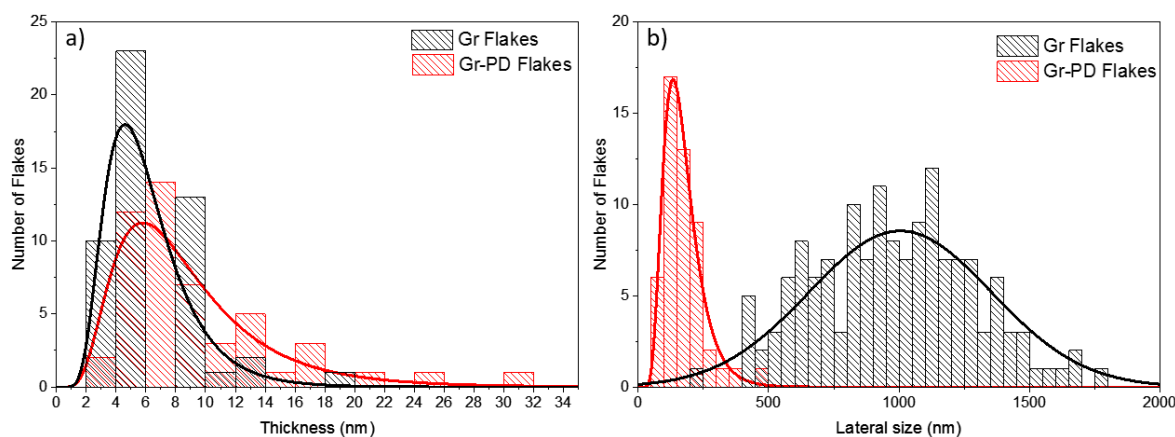 a)
Gr Flakes
Gr-PD Flakes
25
20
15
10
5
0
Number of Flakes
0 2 4 6 8 10 12 14 16 18 20 22 24 26 28 30 32 34
Thickness (nm)
b)
Gr Flakes
Gr-PD Flakes
20
15
10
5
0
Number of Flakes
0 500 1000 1500 2000
Lateral size (nm)